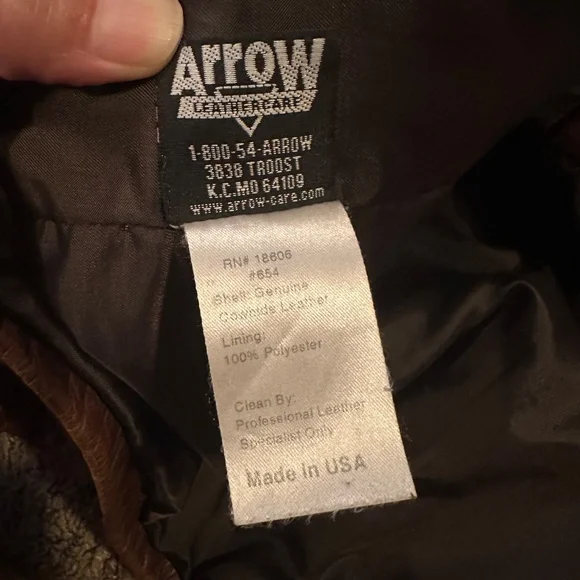 Arrow
LEATHERCARE
1-800-54-ARROW
3838 TROOST
K.C.MO 64109
www.arrow-care.com
RN# 18606
#654
Shell: Genuine
Cowhide Leather
Lining:
100% Polyester
Clean By:
Professional Leather
Specialist Only
Made in USA